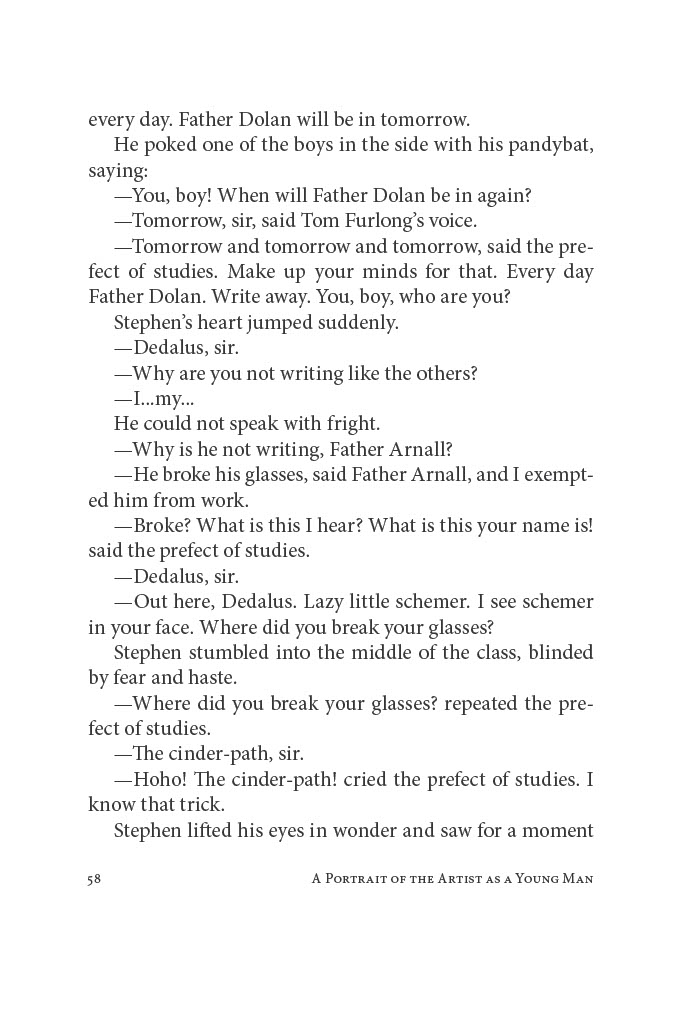 every day. Father Dolan will be in tomorrow.
He poked one of the boys in the side with his pandybat,
saying:
—You, boy! When will Father Dolan be in again?
—Tomorrow, sir, said Tom Furlong’s voice.
—Tomorrow and tomorrow and tomorrow, said the pre-
fect of studies. Make up your minds for that. Every day
Father Dolan. Write away. You, boy, who are you?
Stephen’s heart jumped suddenly.
—Dedalus, sir.
—Why are you not writing like the others?
—I...my...
He could not speak with fright.
—Why is he not writing, Father Arnall?
—He broke his glasses, said Father Arnall, and I exempt-
ed him from work.
—Broke? What is this I hear? What is this your name is!
said the prefect of studies.
—Dedalus, sir.
—Out here, Dedalus. Lazy little schemer. I see schemer
in your face. Where did you break your glasses?
Stephen stumbled into the middle of the class, blinded
by fear and haste.
—Where did you break your glasses? repeated the pre-
fect of studies.
—The cinder-path, sir.
—Hoho! The cinder-path! cried the prefect of studies. I
know that trick.
Stephen lifted his eyes in wonder and saw for a moment
58 A Portrait of the Artist as a Young Man